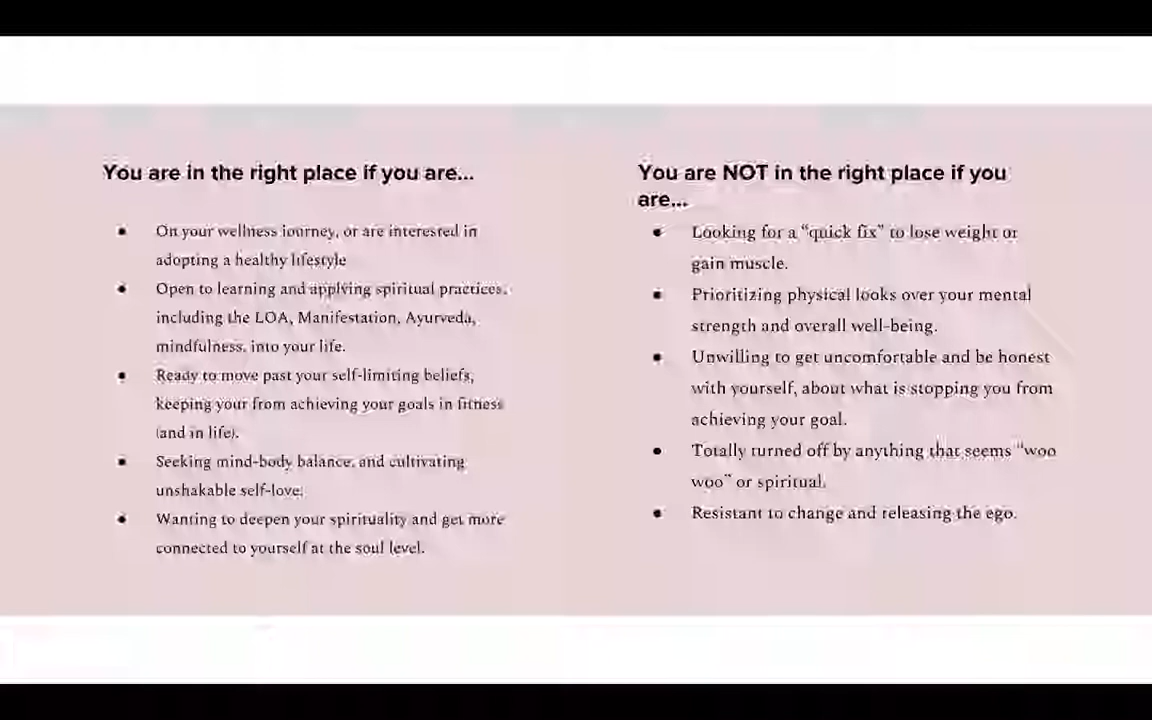 You are in the right place if you are...
• On your wellness journey, or are interested in
adopting a healthy lifestyle
• Open to learning and applying spiritual practices,
including the LOA, Manifestation, Ayurveda,
mindfulness, into your life.
• Ready to move past your self-limiting beliefs,
keeping your from achieving your goals in fitness
(and in life).
• Seeking mind-body balance, and cultivating
unshakable self-love.
• Wanting to deepen your spirituality and get more
connected to yourself at the soul level.
You are NOT in the right place if you
are...
• Looking for a "quick fix" to lose weight or
gain muscle.
• Prioritizing physical looks over your mental
strength and overall well-being.
• Unwilling to get uncomfortable and be honest
with yourself, about what is stopping you from
achieving your goal.
• Totally turned off by anything that seems "woo
woo" or spiritual.
• Resistant to change and releasing the ego.